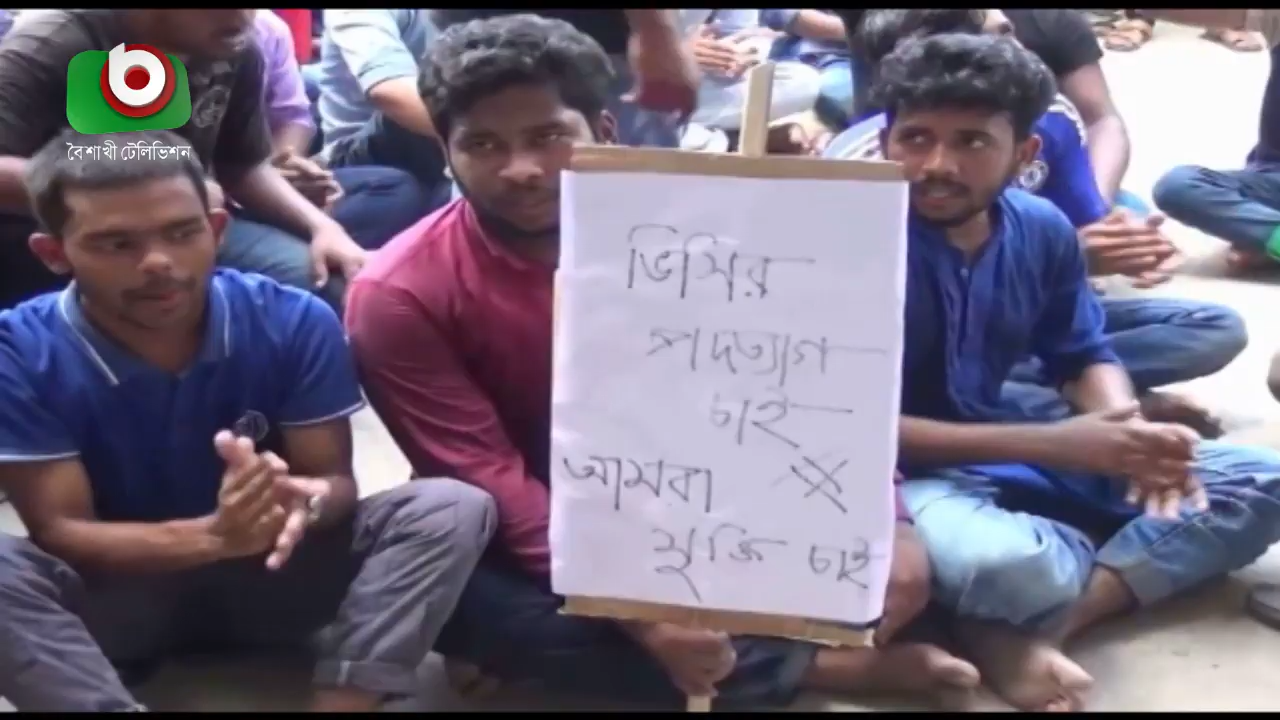 বৈশাখী টেলিভিশন
ভিসির
পদত্যাগ
চাই
আমরা
মুক্তি চাই